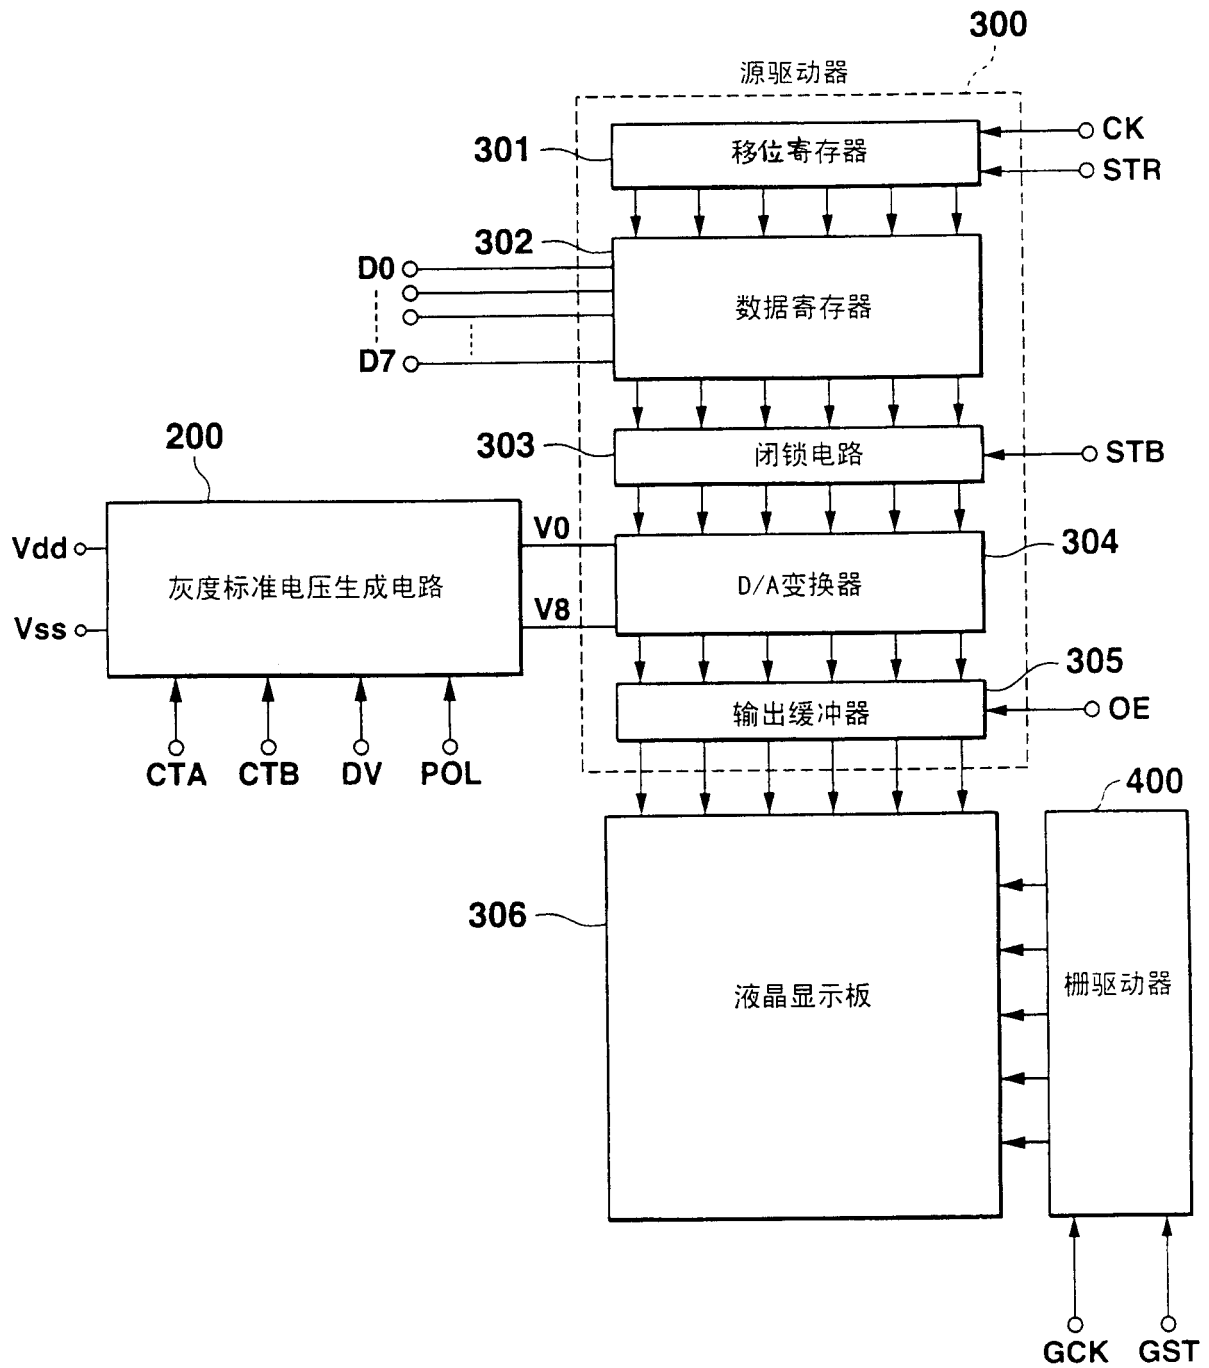 300
源驱动器
301
移位寄存器
CK
STR
302
D0
数据寄存器
D7
200
303
闭锁电路
STB
Vdd
V0
304
灰度标准电压生成电路
D/A变换器
Vss
V8
305
输出缓冲器
OE
CTA
CTB
DV
POL
400
306
液晶显示板
栅驱动器
GCK
GST